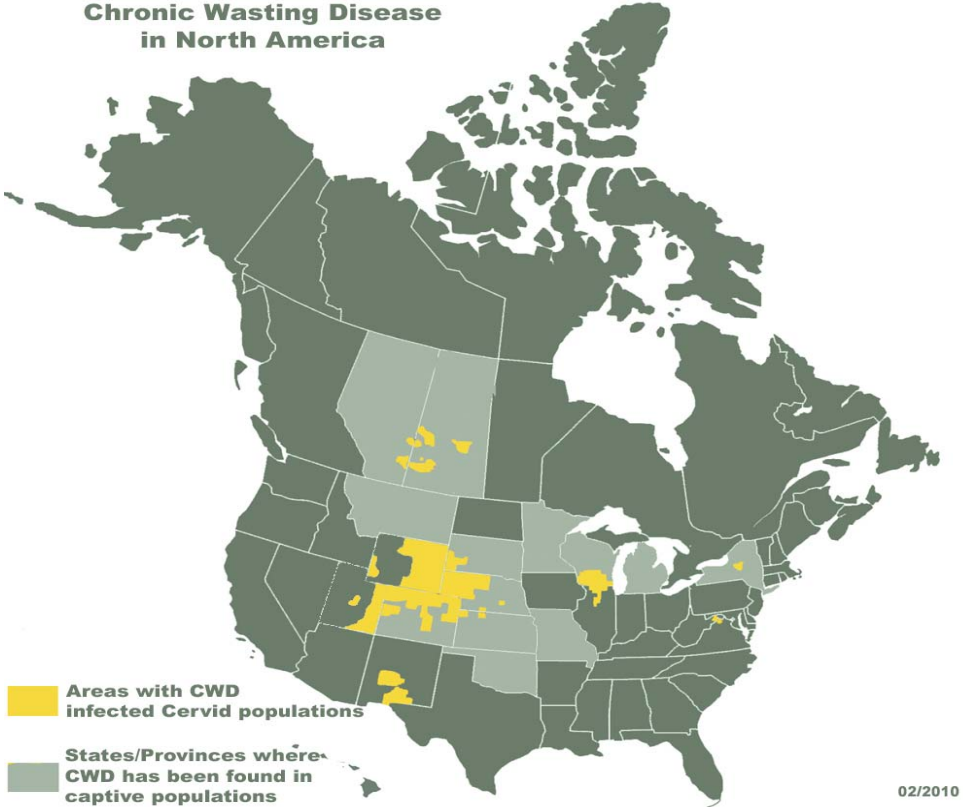 Chronic Wasting Disease
in North America
Areas with CWD
infected Cervid populations
States/Provinces where
CWD has been found in
captive populations
02/2010